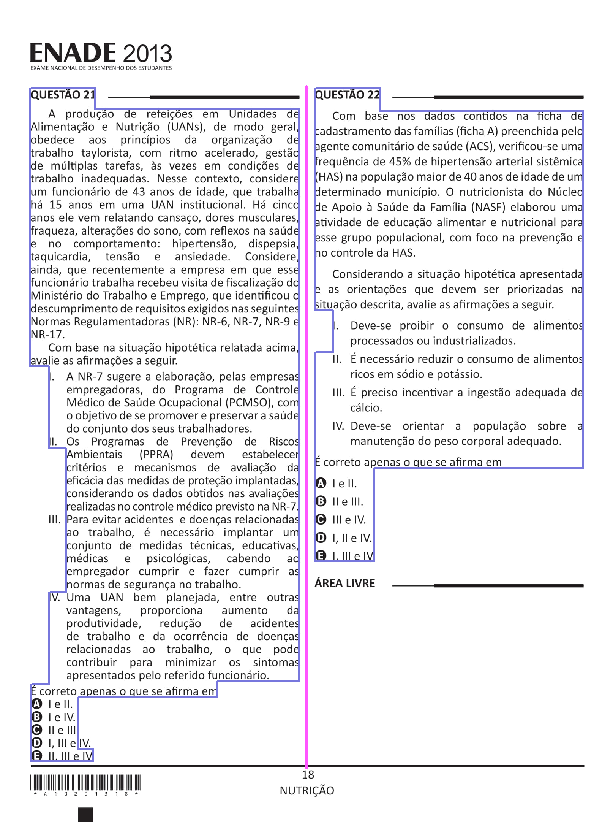 ENADE 2013
EXAME NACIONAL DE DESEMPENHO DOS ESTUDANTES
QUESTÃO 21
A produção de refeições em Unidades de
Alimentação e Nutrição (UANs), de modo geral,
obedece aos princípios da organização de
trabalho taylorista, com ritmo acelerado, gestão
de múltiplas tarefas, às vezes em condições de
trabalho inadequadas. Nesse contexto, considere
um funcionário de 43 anos de idade, que trabalha
há 15 anos em uma UAN institucional. Há cinco
anos ele vem relatando cansaço, dores musculares,
fraqueza, alterações do sono, com reflexos na saúde
e no comportamento: hipertensão, dispepsia,
taquicardia, tensão e ansiedade. Considere,
ainda, que recentemente a empresa em que esse
funcionário trabalha recebeu visita de fiscalização do
Ministério do Trabalho e Emprego, que identificou o
descumprimento de requisitos exigidos nas seguintes
Normas Regulamentadoras (NR): NR-6, NR-7, NR-9 e
NR-17.
Com base na situação hipotética relatada acima,
avalie as afirmações a seguir.
I. A NR-7 sugere a elaboração, pelas empresas
empregadoras, do Programa de Controle
Médico de Saúde Ocupacional (PCMSO), com
o objetivo de se promover e preservar a saúde
do conjunto dos seus trabalhadores.
II. Os Programas de Prevenção de Riscos
Ambientais (PPRA) devem estabelecer
critérios e mecanismos de avaliação da
eficácia das medidas de proteção implantadas,
considerando os dados obtidos nas avaliações
realizadas no controle médico previsto na NR-7.
III. Para evitar acidentes e doenças relacionadas
ao trabalho, é necessário implantar um
conjunto de medidas técnicas, educativas,
médicas e psicológicas, cabendo ao
empregador cumprir e fazer cumprir as
normas de segurança no trabalho.
IV. Uma UAN bem planejada, entre outras
vantagens, proporciona aumento da
produtividade, redução de acidentes
de trabalho e da ocorrência de doenças
relacionadas ao trabalho, o que pode
contribuir para minimizar os sintomas
apresentados pelo referido funcionário.
É correto apenas o que se afirma em
A I e II.
B I e IV.
C II e III
D I, III e IV.
E II, III e IV
QUESTÃO 22
Com base nos dados contidos na ficha de
cadastramento das famílias (ficha A) preenchida pelo
agente comunitário de saúde (ACS), verificou-se uma
frequência de 45% de hipertensão arterial sistêmica
(HAS) na população maior de 40 anos de idade de um
determinado município. O nutricionista do Núcleo
de Apoio à Saúde da Família (NASF) elaborou uma
atividade de educação alimentar e nutricional para
esse grupo populacional, com foco na prevenção e
no controle da HAS.
Considerando a situação hipotética apresentada
e as orientações que devem ser priorizadas na
situação descrita, avalie as afirmações a seguir.
I. Deve-se proibir o consumo de alimentos
processados ou industrializados.
II. É necessário reduzir o consumo de alimentos
ricos em sódio e potássio.
III. É preciso incentivar a ingestão adequada de
cálcio.
IV. Deve-se orientar a população sobre a
manutenção do peso corporal adequado.
É correto apenas o que se afirma em
A I e II.
B II e III.
C III e IV.
D I, II e IV.
E I, III e IV
ÁREA LIVRE
18
NUTRIÇÃO